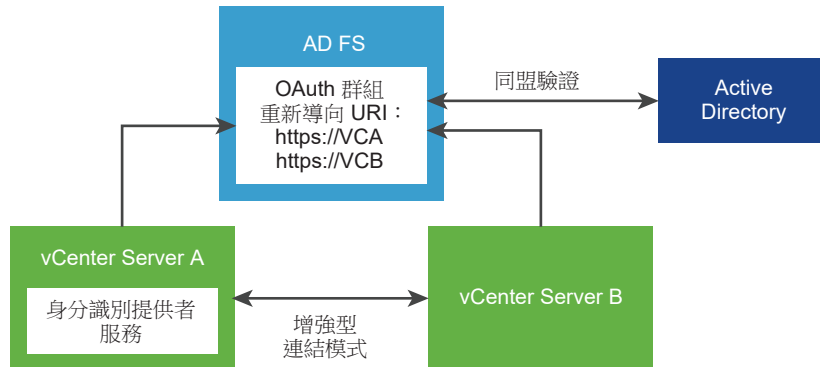 AD FS
OAuth 群組
重新導向 URI：
https://VCA
https://VCB
同盟驗證
Active
Directory
vCenter Server A
身分識別提供者
服務
增強型
連結模式
vCenter Server B